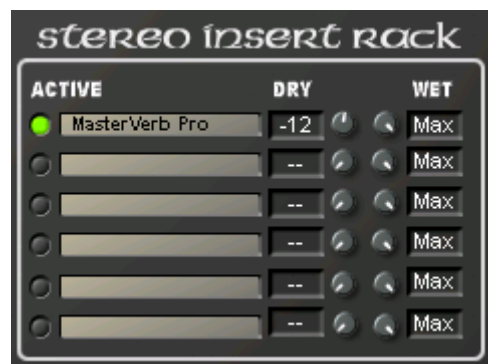 stereo insert rack
ACTIVE DRY WET
MasterVerb Pro -12 Max
-- Max
-- Max
-- Max
-- Max
-- Max